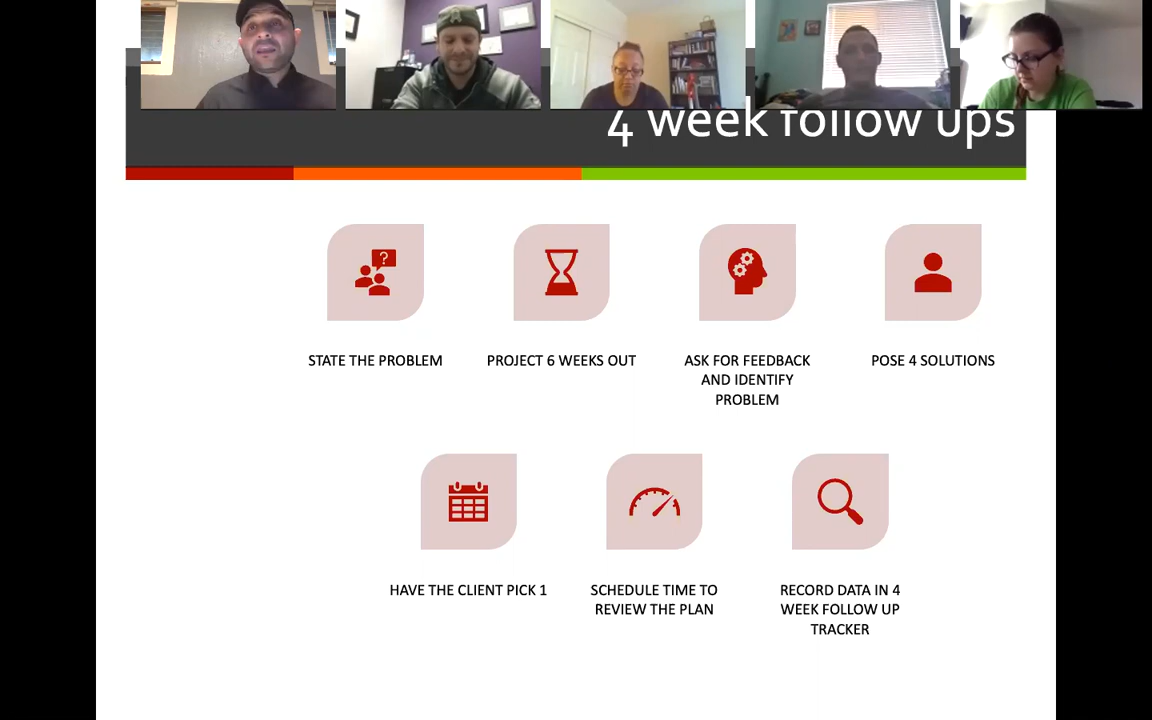 4 week follow ups
?
STATE THE PROBLEM
PROJECT 6 WEEKS OUT
ASK FOR FEEDBACK
AND IDENTIFY
PROBLEM
POSE 4 SOLUTIONS
HAVE THE CLIENT PICK 1
SCHEDULE TIME TO
REVIEW THE PLAN
RECORD DATA IN 4
WEEK FOLLOW UP
TRACKER